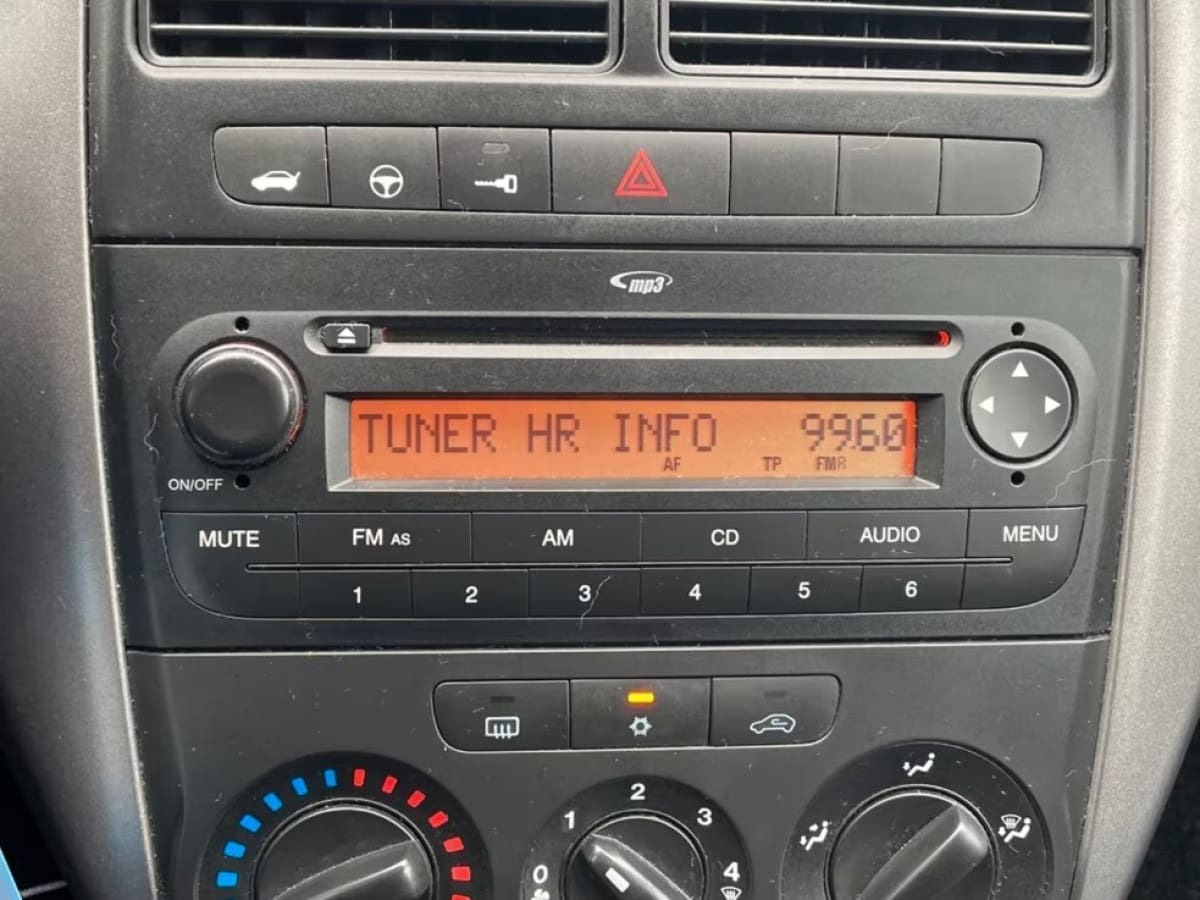 mp3
TUNER HR INFO 99.60
AF TP FMR
ON/OFF
MUTE FM AS AM CD AUDIO MENU
1 2 3 4 5 6
0 1 2 3 4